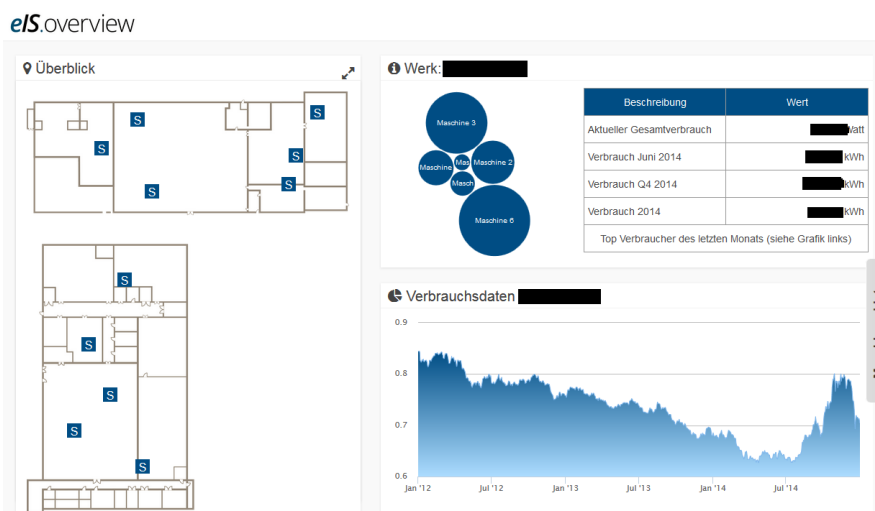 eIS.overview
Überblick
S
S
S
S
S
S
S
S
S
S
S
Werk:
Maschine 3
Maschine
Mas
Maschine 2
Masch
Maschine 6
Beschreibung Wert
Aktueller Gesamtverbrauch Watt
Verbrauch Juni 2014 kWh
Verbrauch Q4 2014 kWh
Verbrauch 2014 kWh
Top Verbraucher des letzten Monats (siehe Grafik links)
Verbrauchsdaten
0.9
0.8
0.7
0.6
Jan '12 Jul '12 Jan '13 Jul '13 Jan '14 Jul '14